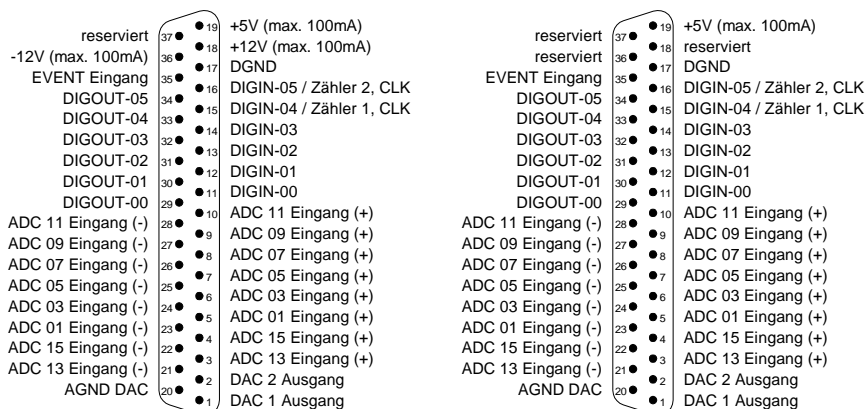 19 +5V (max. 100mA)
reserviert 37
18 +12V (max. 100mA)
-12V (max. 100mA) 36
17 DGND
EVENT Eingang 35
16 DIGIN-05 / Zähler 2, CLK
DIGOUT-05 34
15 DIGIN-04 / Zähler 1, CLK
DIGOUT-04 33
14 DIGIN-03
DIGOUT-03 32
13 DIGIN-02
DIGOUT-02 31
12 DIGIN-01
DIGOUT-01 30
11 DIGIN-00
DIGOUT-00 29
10 ADC 11 Eingang (+)
ADC 11 Eingang (-) 28
9 ADC 09 Eingang (+)
ADC 09 Eingang (-) 27
8 ADC 07 Eingang (+)
ADC 07 Eingang (-) 26
7 ADC 05 Eingang (+)
ADC 05 Eingang (-) 25
6 ADC 03 Eingang (+)
ADC 03 Eingang (-) 24
5 ADC 01 Eingang (+)
ADC 01 Eingang (-) 23
4 ADC 15 Eingang (+)
ADC 15 Eingang (-) 22
3 ADC 13 Eingang (+)
ADC 13 Eingang (-) 21
2 DAC 2 Ausgang
AGND DAC 20
1 DAC 1 Ausgang
19 +5V (max. 100mA)
reserviert 37
18 reserviert
reserviert 36
17 DGND
EVENT Eingang 35
16 DIGIN-05 / Zähler 2, CLK
DIGOUT-05 34
15 DIGIN-04 / Zähler 1, CLK
DIGOUT-04 33
14 DIGIN-03
DIGOUT-03 32
13 DIGIN-02
DIGOUT-02 31
12 DIGIN-01
DIGOUT-01 30
11 DIGIN-00
DIGOUT-00 29
10 ADC 11 Eingang (+)
ADC 11 Eingang (-) 28
9 ADC 09 Eingang (+)
ADC 09 Eingang (-) 27
8 ADC 07 Eingang (+)
ADC 07 Eingang (-) 26
7 ADC 05 Eingang (+)
ADC 05 Eingang (-) 25
6 ADC 03 Eingang (+)
ADC 03 Eingang (-) 24
5 ADC 01 Eingang (+)
ADC 01 Eingang (-) 23
4 ADC 15 Eingang (+)
ADC 15 Eingang (-) 22
3 ADC 13 Eingang (+)
ADC 13 Eingang (-) 21
2 DAC 2 Ausgang
AGND DAC 20
1 DAC 1 Ausgang